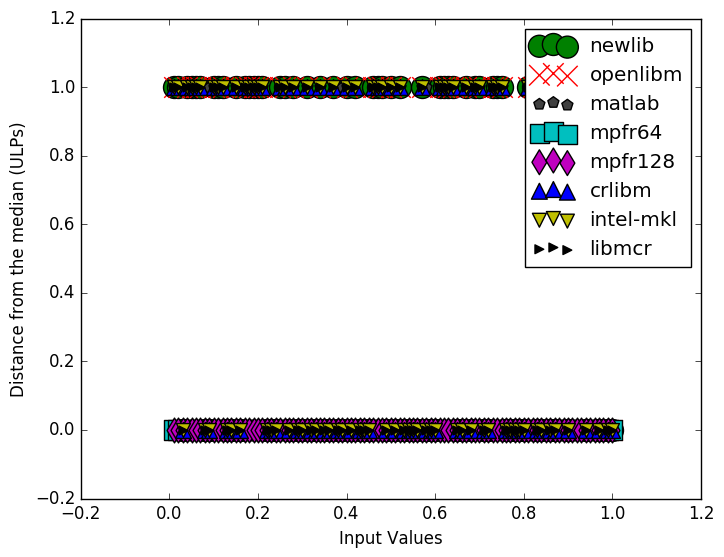 1.2
1.0
0.8
0.6
0.4
0.2
0.0
−0.2
Distance from the median (ULPs)
newlib
openlibm
matlab
mpfr64
mpfr128
crlibm
intel-mkl
libmcr
−0.2 0.0 0.2 0.4 0.6 0.8 1.0 1.2
Input Values